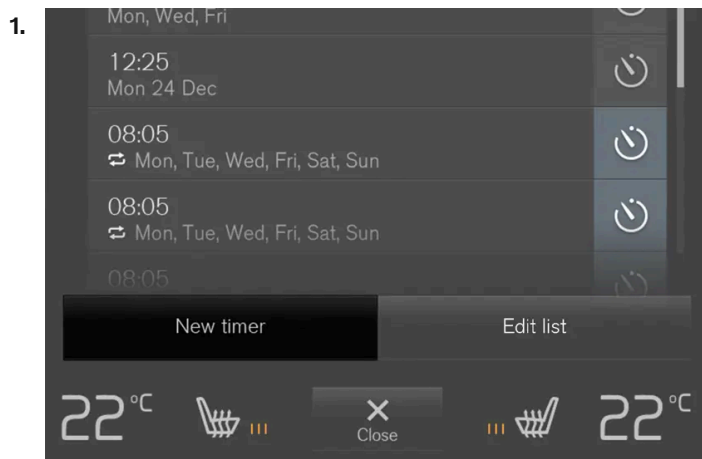 1.
Mon, Wed, Fri
12:25
Mon 24 Dec
08:05
Mon, Tue, Wed, Fri, Sat, Sun
08:05
Mon, Tue, Wed, Fri, Sat, Sun
08:05
New timer
Edit list
22°C
Close
22°C